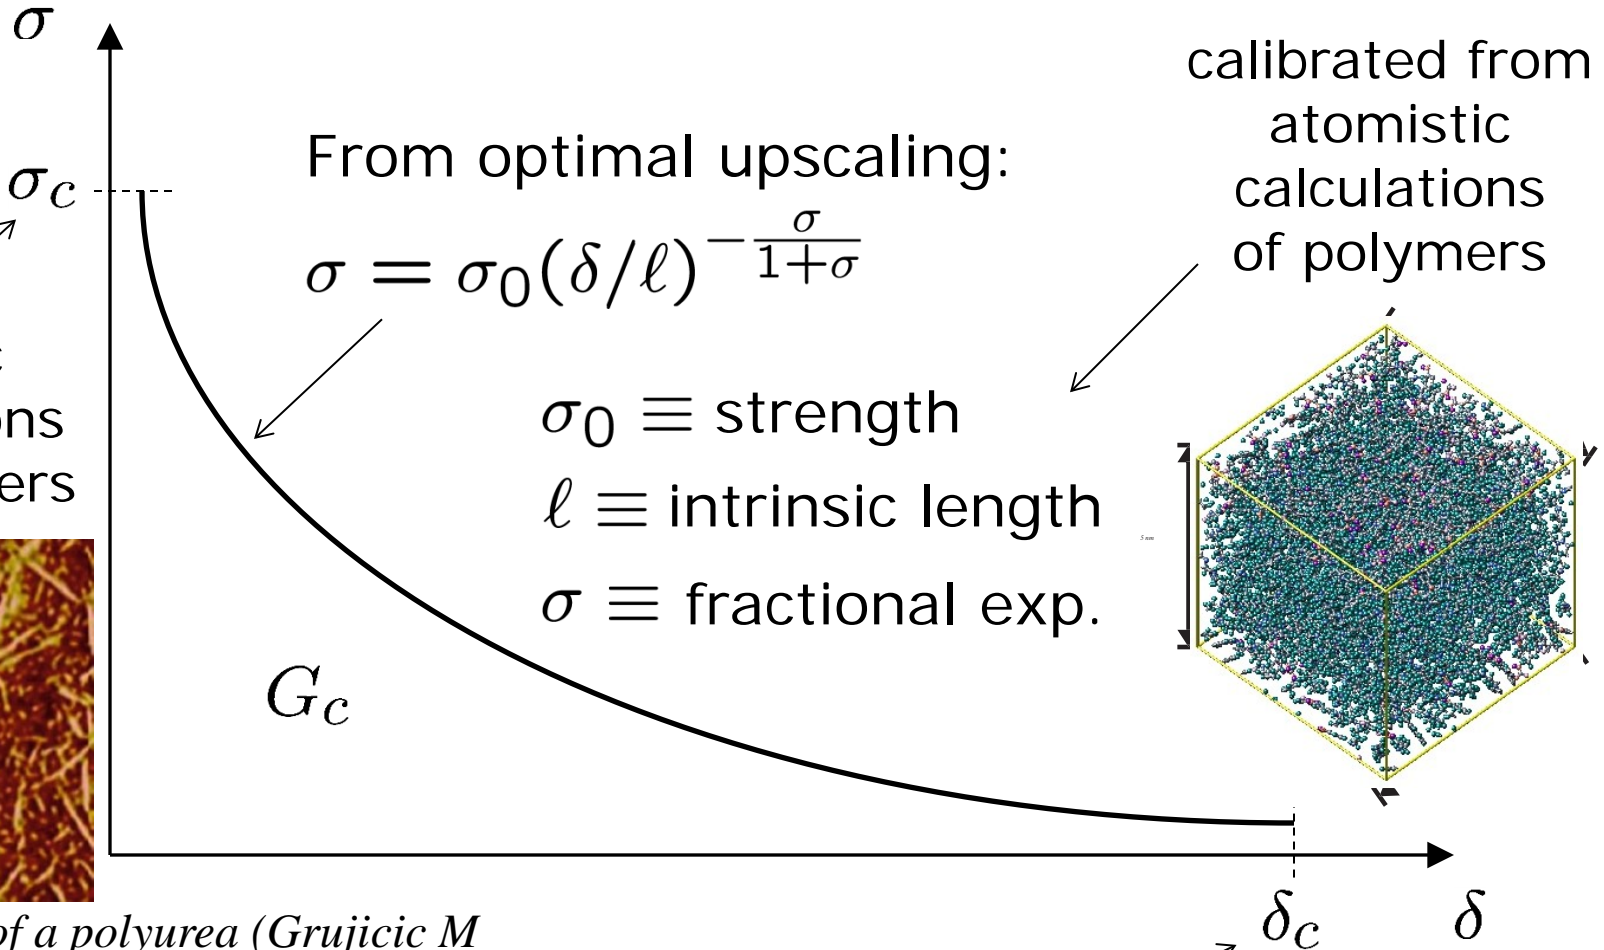 σ
calibrated from
atomistic
calculations
of polymers
From optimal upscaling:
σ_c
σ = σ_0(δ/ℓ)^{-\frac{σ}{1+σ}}
σ_0 ≡ strength
ℓ ≡ intrinsic length
σ ≡ fractional exp.
ons
ers
G_c
δ_c
δ
of a polyurea (Grujicic M